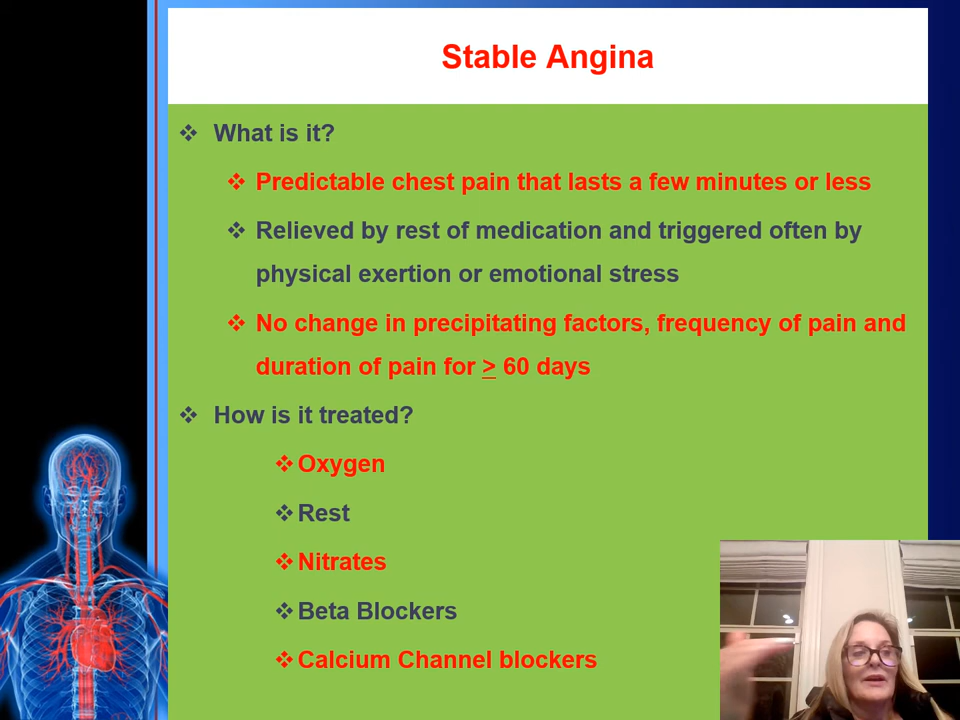 Stable Angina
What is it?
Predictable chest pain that lasts a few minutes or less
Relieved by rest of medication and triggered often by
physical exertion or emotional stress
No change in precipitating factors, frequency of pain and
duration of pain for > 60 days
How is it treated?
Oxygen
Rest
Nitrates
Beta Blockers
Calcium Channel blockers